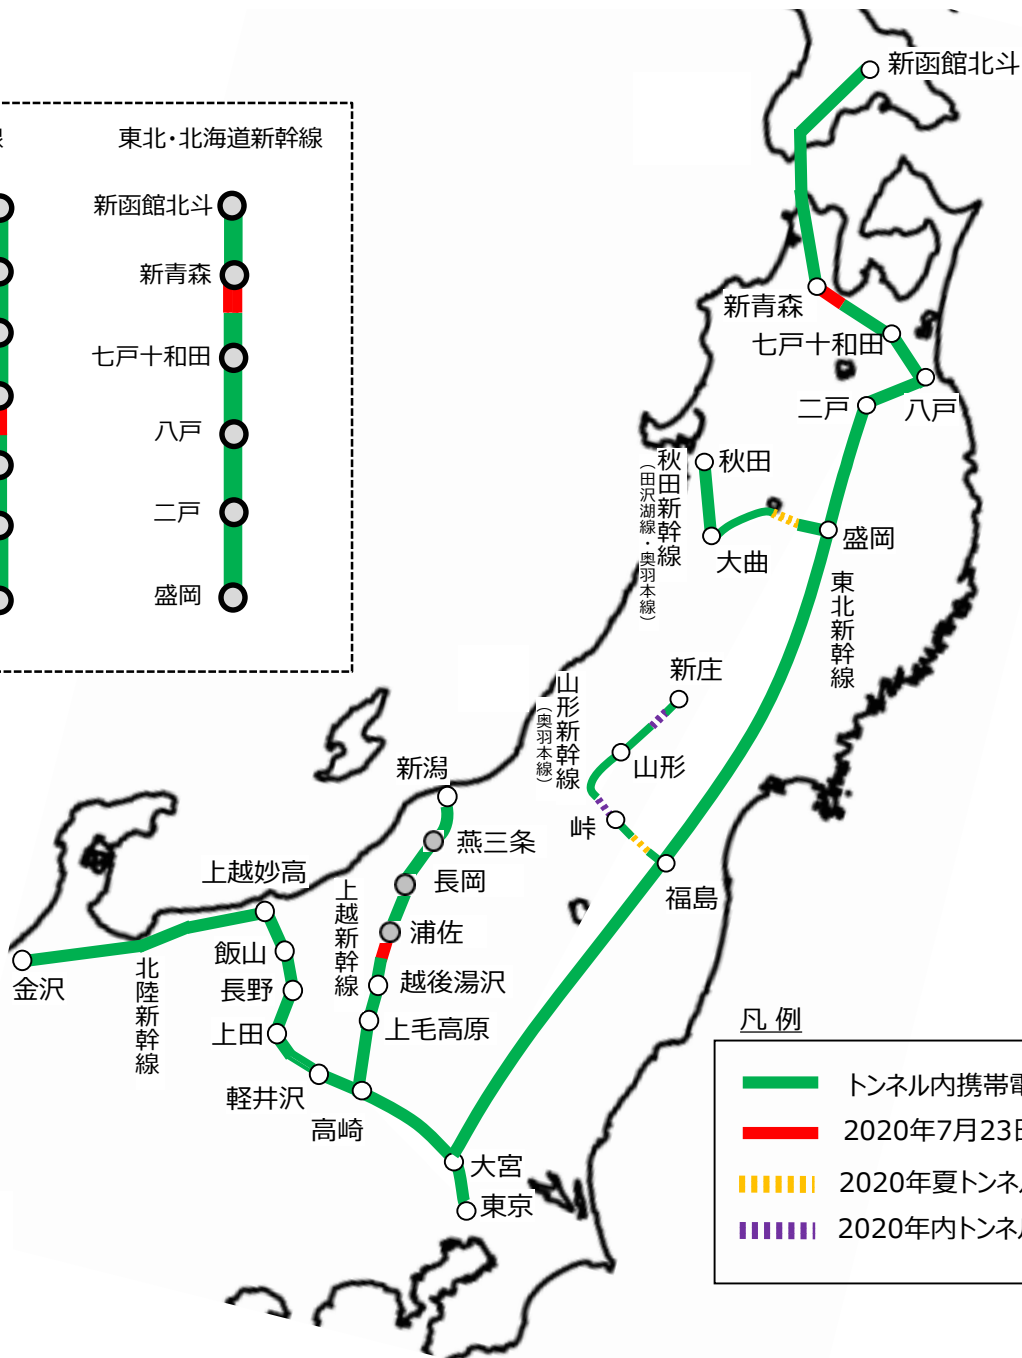 東北・北海道新幹線
新函館北斗
新青森
七戸十和田
八戸
二戸
盛岡
新函館北斗
新青森
七戸十和田
八戸
二戸
秋田
秋田新幹線
（田沢湖線・奥羽本線）
大曲
盛岡
東北新幹線
新庄
山形新幹線
（奥羽本線）
山形
峠
福島
新潟
燕三条
長岡
浦佐
上越新幹線
越後湯沢
上毛高原
上越妙高
飯山
長野
上田
金沢
北陸新幹線
軽井沢
高崎
大宮
東京
凡 例
トンネル内携帯電
2020年7月23日
2020年夏トンネル
2020年内トンネル